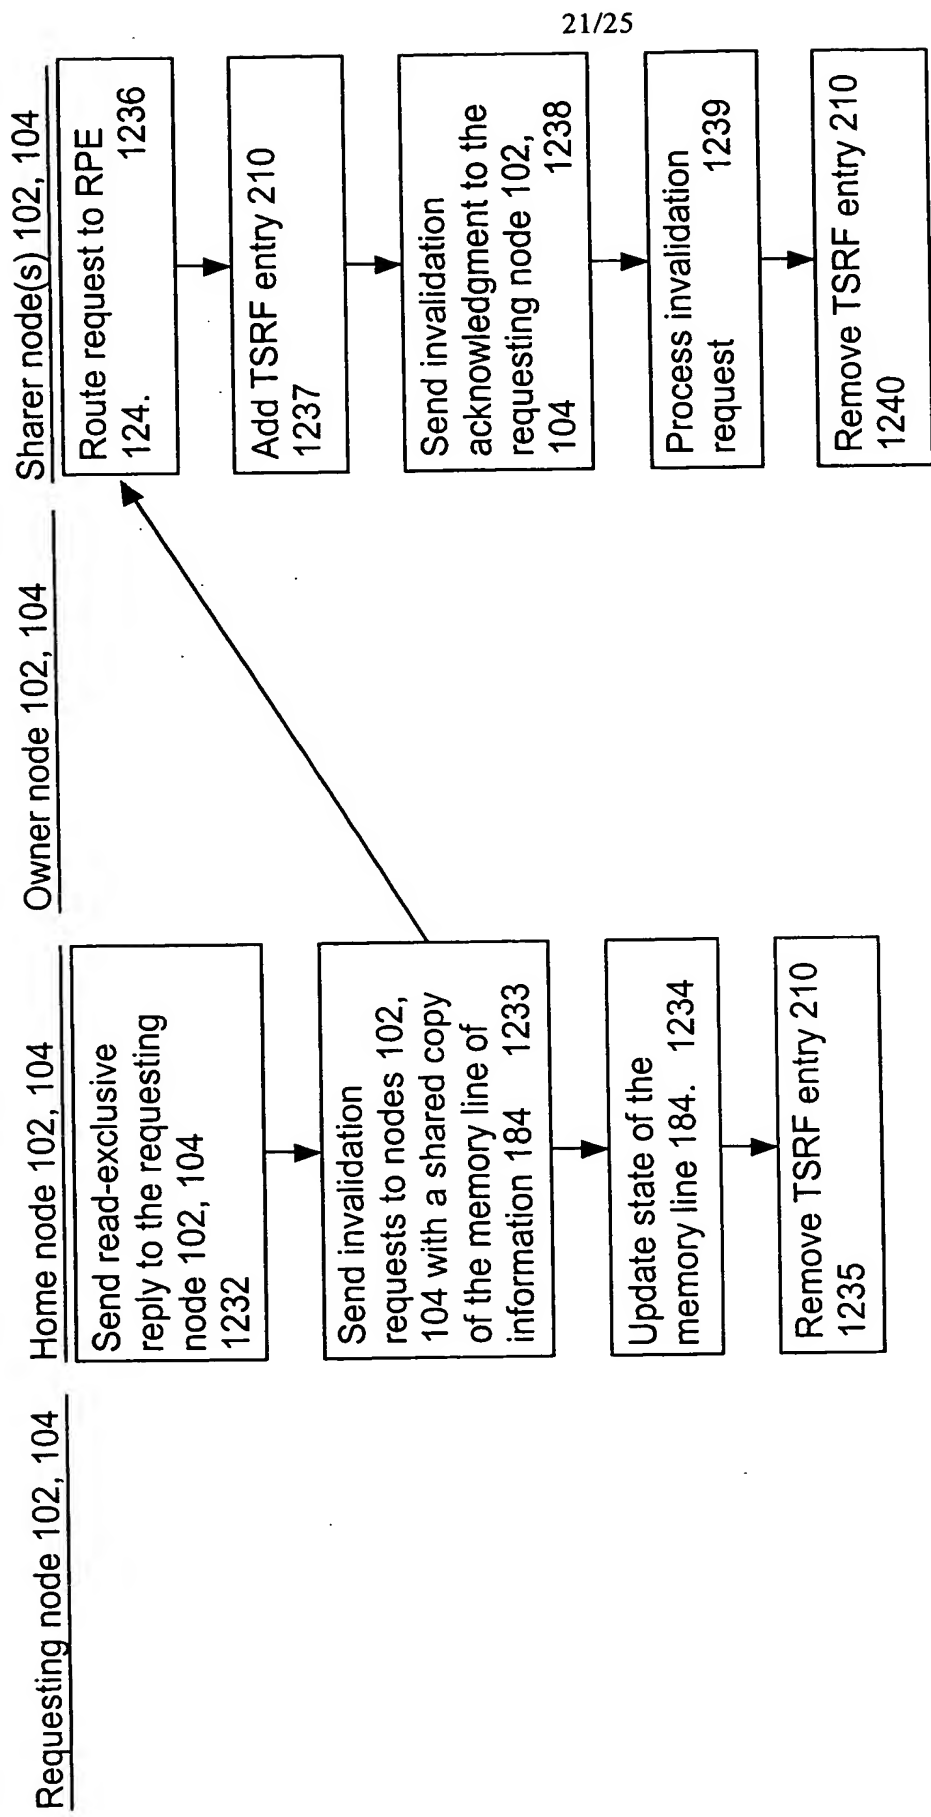 21/25
Requesting node 102, 104
Home node 102, 104
Owner node 102, 104
Sharer node(s) 102, 104
Send read-exclusive
reply to the requesting
node 102, 104
1232
Send invalidation
requests to nodes 102,
104 with a shared copy
of the memory line of
information 184 1233
Update state of the
memory line 184. 1234
Remove TSRF entry 210
1235
Route request to RPE
124. 1236
Add TSRF entry 210
1237
Send invalidation
acknowledgment to the
requesting node 102,
104 1238
Process invalidation
request 1239
Remove TSRF entry 210
1240